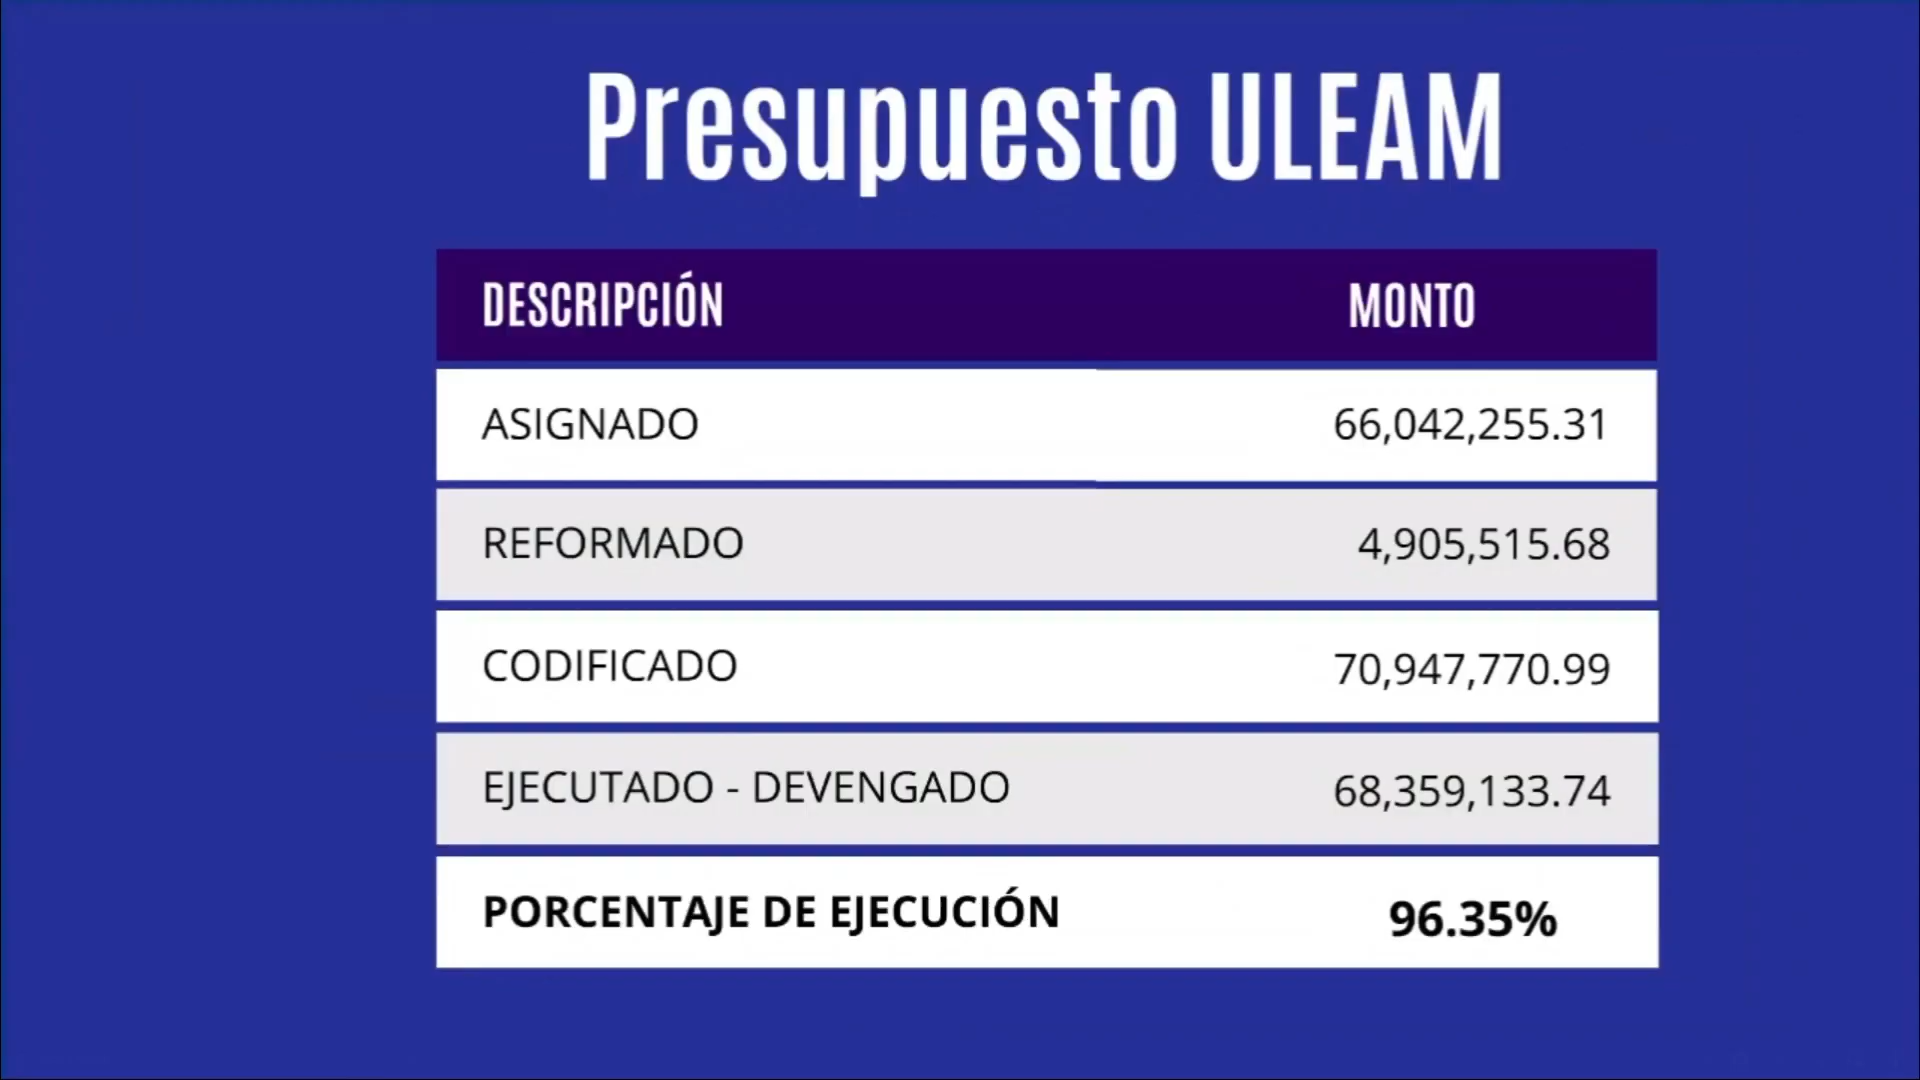 Presupuesto ULEAM
DESCRIPCIÓN MONTO
ASIGNADO 66,042,255.31
REFORMADO 4,905,515.68
CODIFICADO 70,947,770.99
EJECUTADO - DEVENGADO 68,359,133.74
PORCENTAJE DE EJECUCIÓN 96.35%